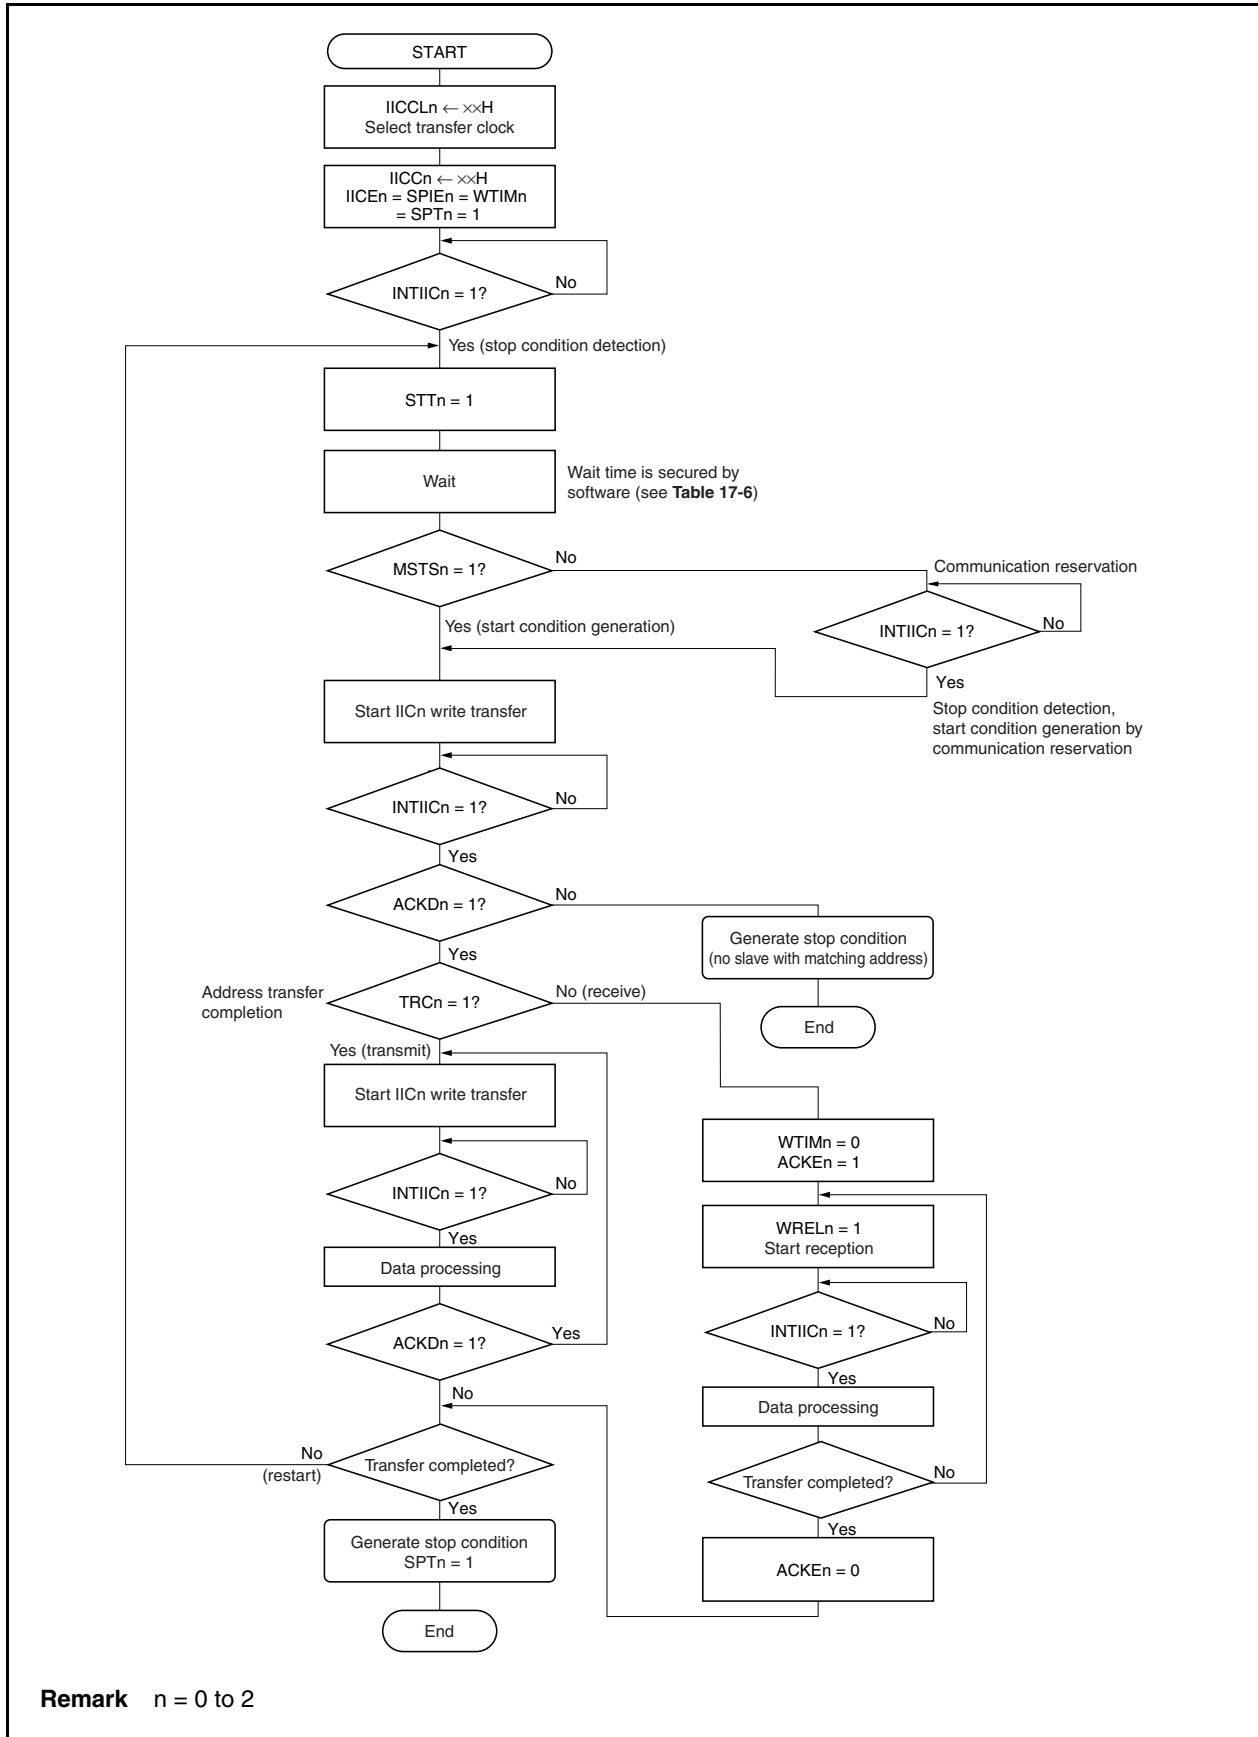 START
IICCLn ← ××H
Select transfer clock
IICCn ← ××H
IICEn = SPIEn = WTIMn
= SPTn = 1
INTIICn = 1?
No
Yes (stop condition detection)
STTn = 1
Wait
Wait time is secured by
software (see Table 17-6)
MSTSn = 1?
No
Communication reservation
INTIICn = 1?
No
Yes
Stop condition detection,
start condition generation by
communication reservation
Yes (start condition generation)
Start IICn write transfer
INTIICn = 1?
No
Yes
ACKDn = 1?
No
Generate stop condition
(no slave with matching address)
End
Yes
Address transfer
completion
TRCn = 1?
No (receive)
Yes (transmit)
Start IICn write transfer
INTIICn = 1?
No
Yes
Data processing
ACKDn = 1?
Yes
No
Transfer completed?
No
(restart)
Yes
Generate stop condition
SPTn = 1
End
WTIMn = 0
ACKEn = 1
WRELn = 1
Start reception
INTIICn = 1?
No
Yes
Data processing
Transfer completed?
No
Yes
ACKEn = 0
Remark n = 0 to 2